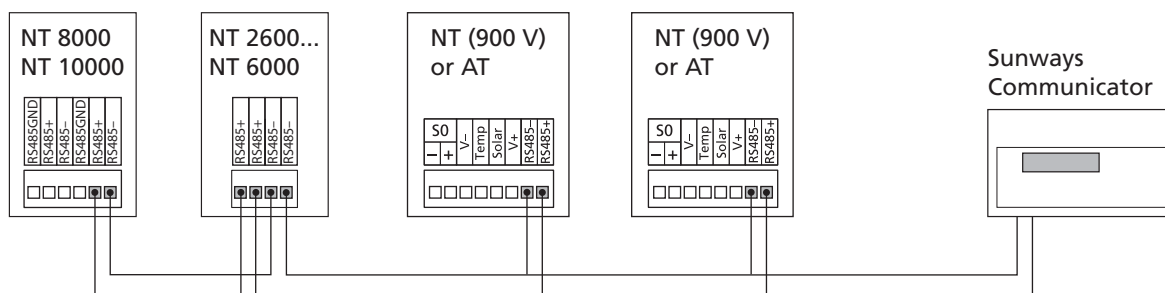 NT 8000
NT 10000
RS485GND
RS485+
RS485–
RS485GND
RS485+
RS485–
NT 2600...
NT 6000
RS485+
RS485+
RS485–
RS485–
NT (900 V)
or AT
S0
– +
V–
Temp
Solar
V+
RS485–
RS485+
NT (900 V)
or AT
S0
– +
V–
Temp
Solar
V+
RS485–
RS485+
Sunways
Communicator